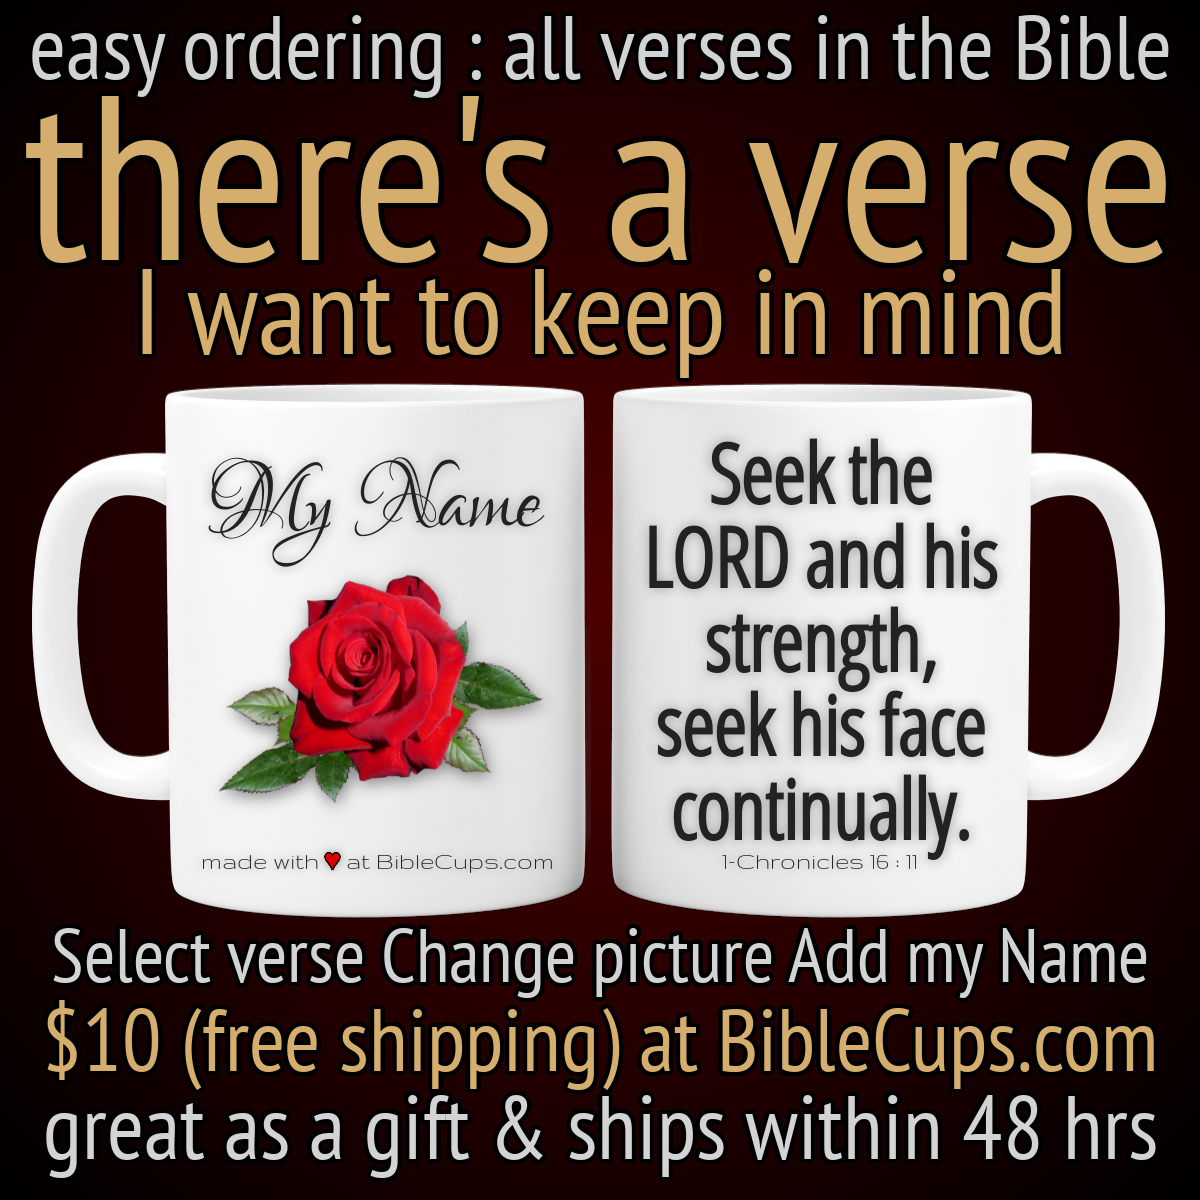 easy ordering : all verses in the Bible
there's a verse
I want to keep in mind
My Name
made with at BibleCups.com
Seek the
LORD and his
strength,
seek his face
continually.
1-Chronicles 16 : 11
Select verse Change picture Add my Name
$10 (free shipping) at BibleCups.com
great as a gift & ships within 48 hrs